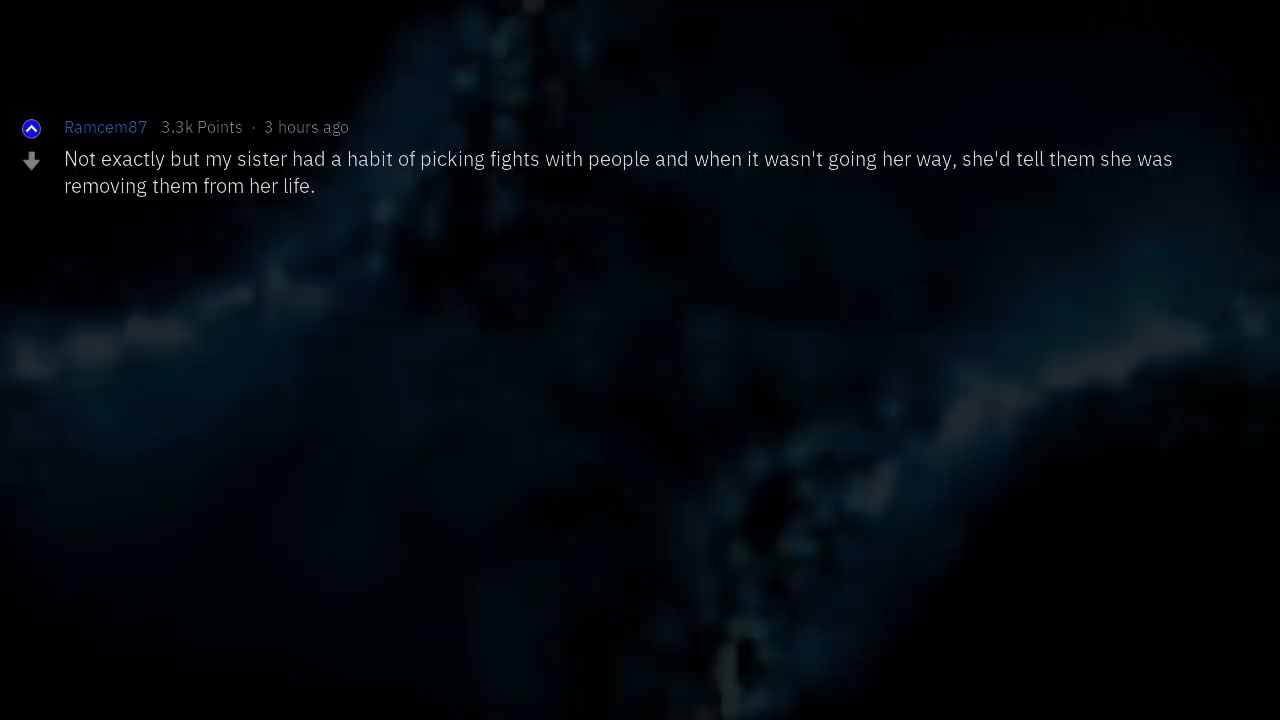 Ramcem87 3.3k Points · 3 hours ago
Not exactly but my sister had a habit of picking fights with people and when it wasn't going her way, she'd tell them she was
removing them from her life.